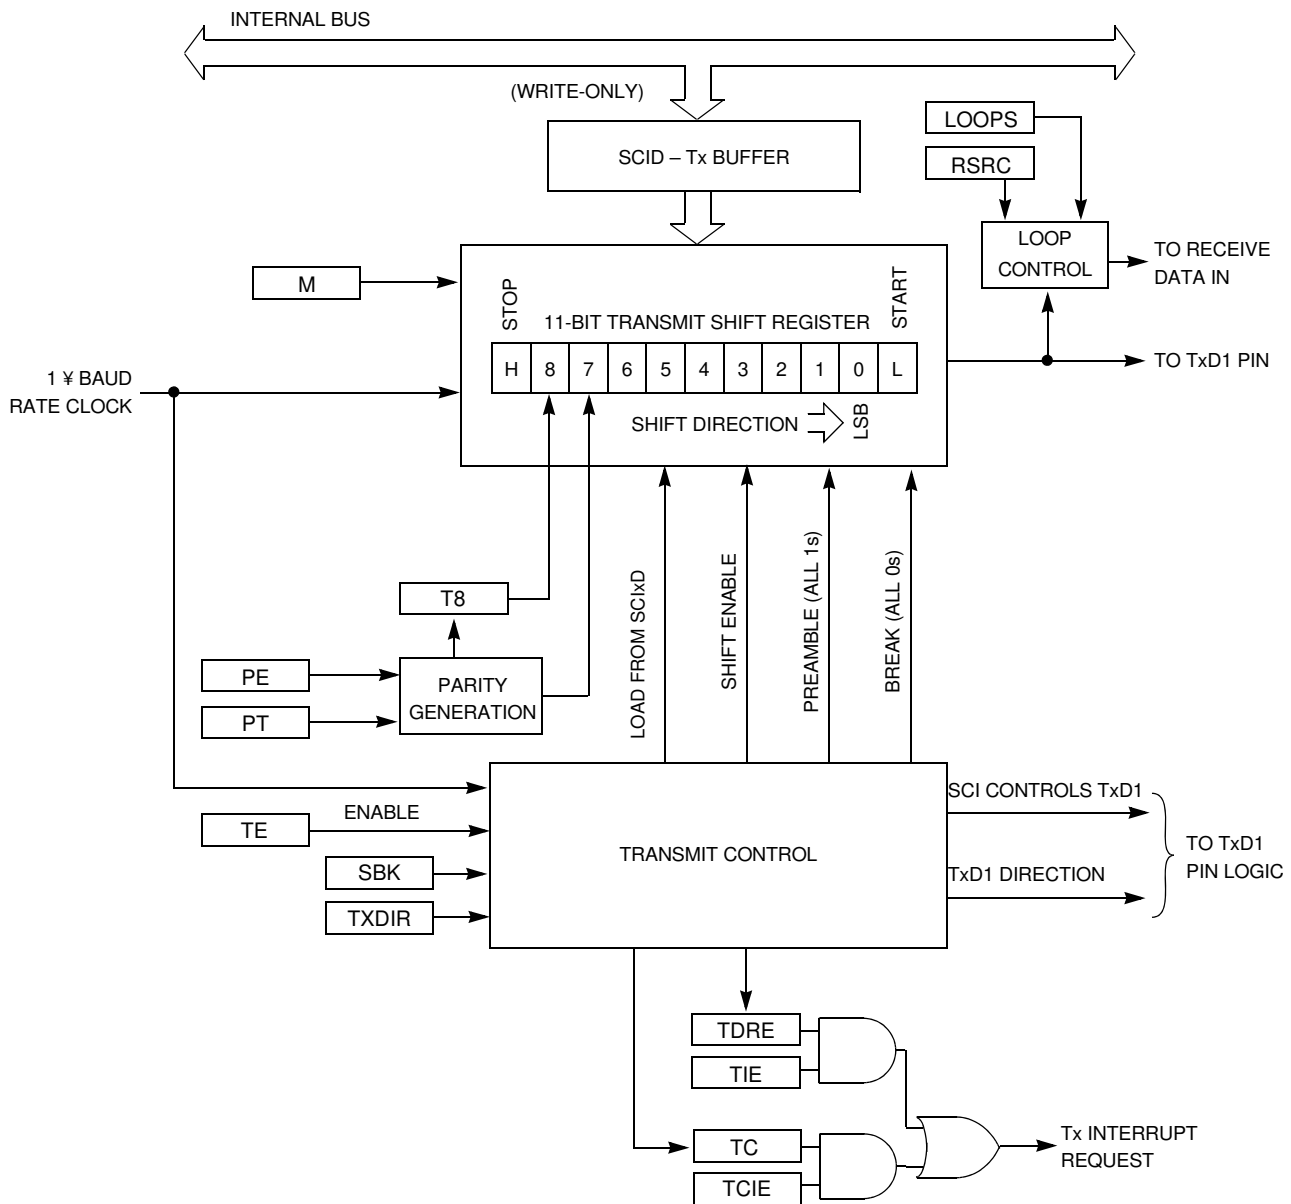 INTERNAL BUS
(WRITE-ONLY)
SCID – Tx BUFFER
LOOPS
RSRC
LOOP
CONTROL
TO RECEIVE
DATA IN
M
STOP
11-BIT TRANSMIT SHIFT REGISTER
START
H 8 7 6 5 4 3 2 1 0 L
TO TxD1 PIN
1 ¥ BAUD
RATE CLOCK
SHIFT DIRECTION
LSB
T8
PE
PT
PARITY
GENERATION
LOAD FROM SCIxD
SHIFT ENABLE
PREAMBLE (ALL 1s)
BREAK (ALL 0s)
TE
ENABLE
SBK
TXDIR
TRANSMIT CONTROL
SCI CONTROLS TxD1
TxD1 DIRECTION
TO TxD1
PIN LOGIC
TDRE
TIE
TC
TCIE
Tx INTERRUPT
REQUEST